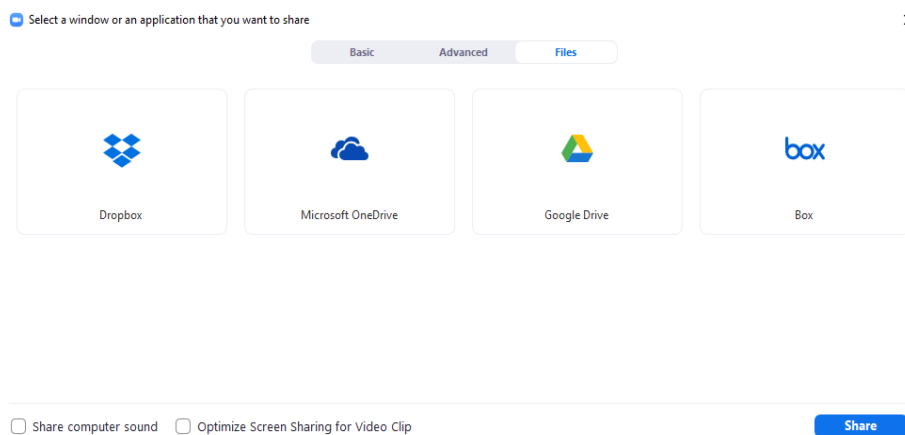 Select a window or an application that you want to share
Basic Advanced Files
box
Dropbox Microsoft OneDrive Google Drive Box
Share computer sound Optimize Screen Sharing for Video Clip Share